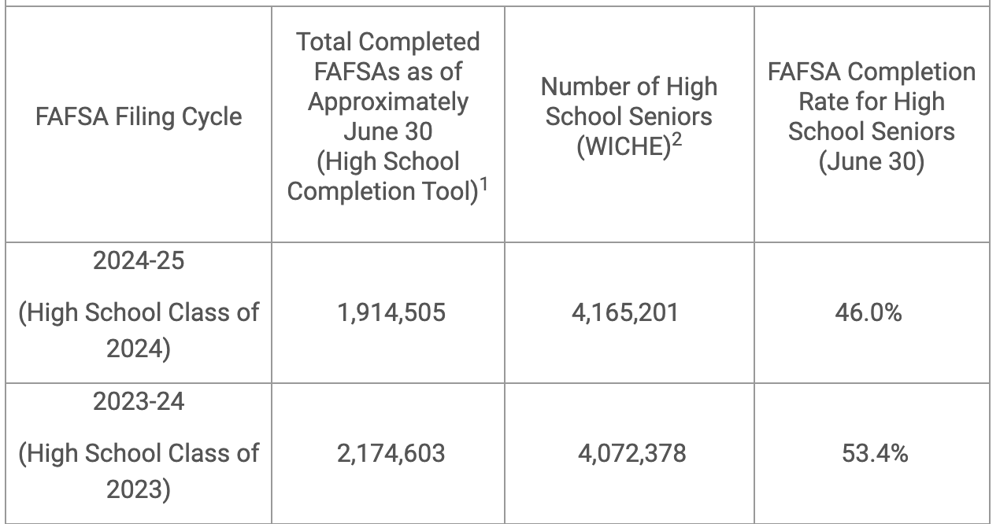 FAFSA Filing Cycle
Total Completed
FAFSAs as of
Approximately
June 30
(High School
Completion Tool)1
Number of High
School Seniors
(WICHE)2
FAFSA Completion
Rate for High
School Seniors
(June 30)
2024-25
(High School Class of
2024)
1,914,505
4,165,201
46.0%
2023-24
(High School Class of
2023)
2,174,603
4,072,378
53.4%